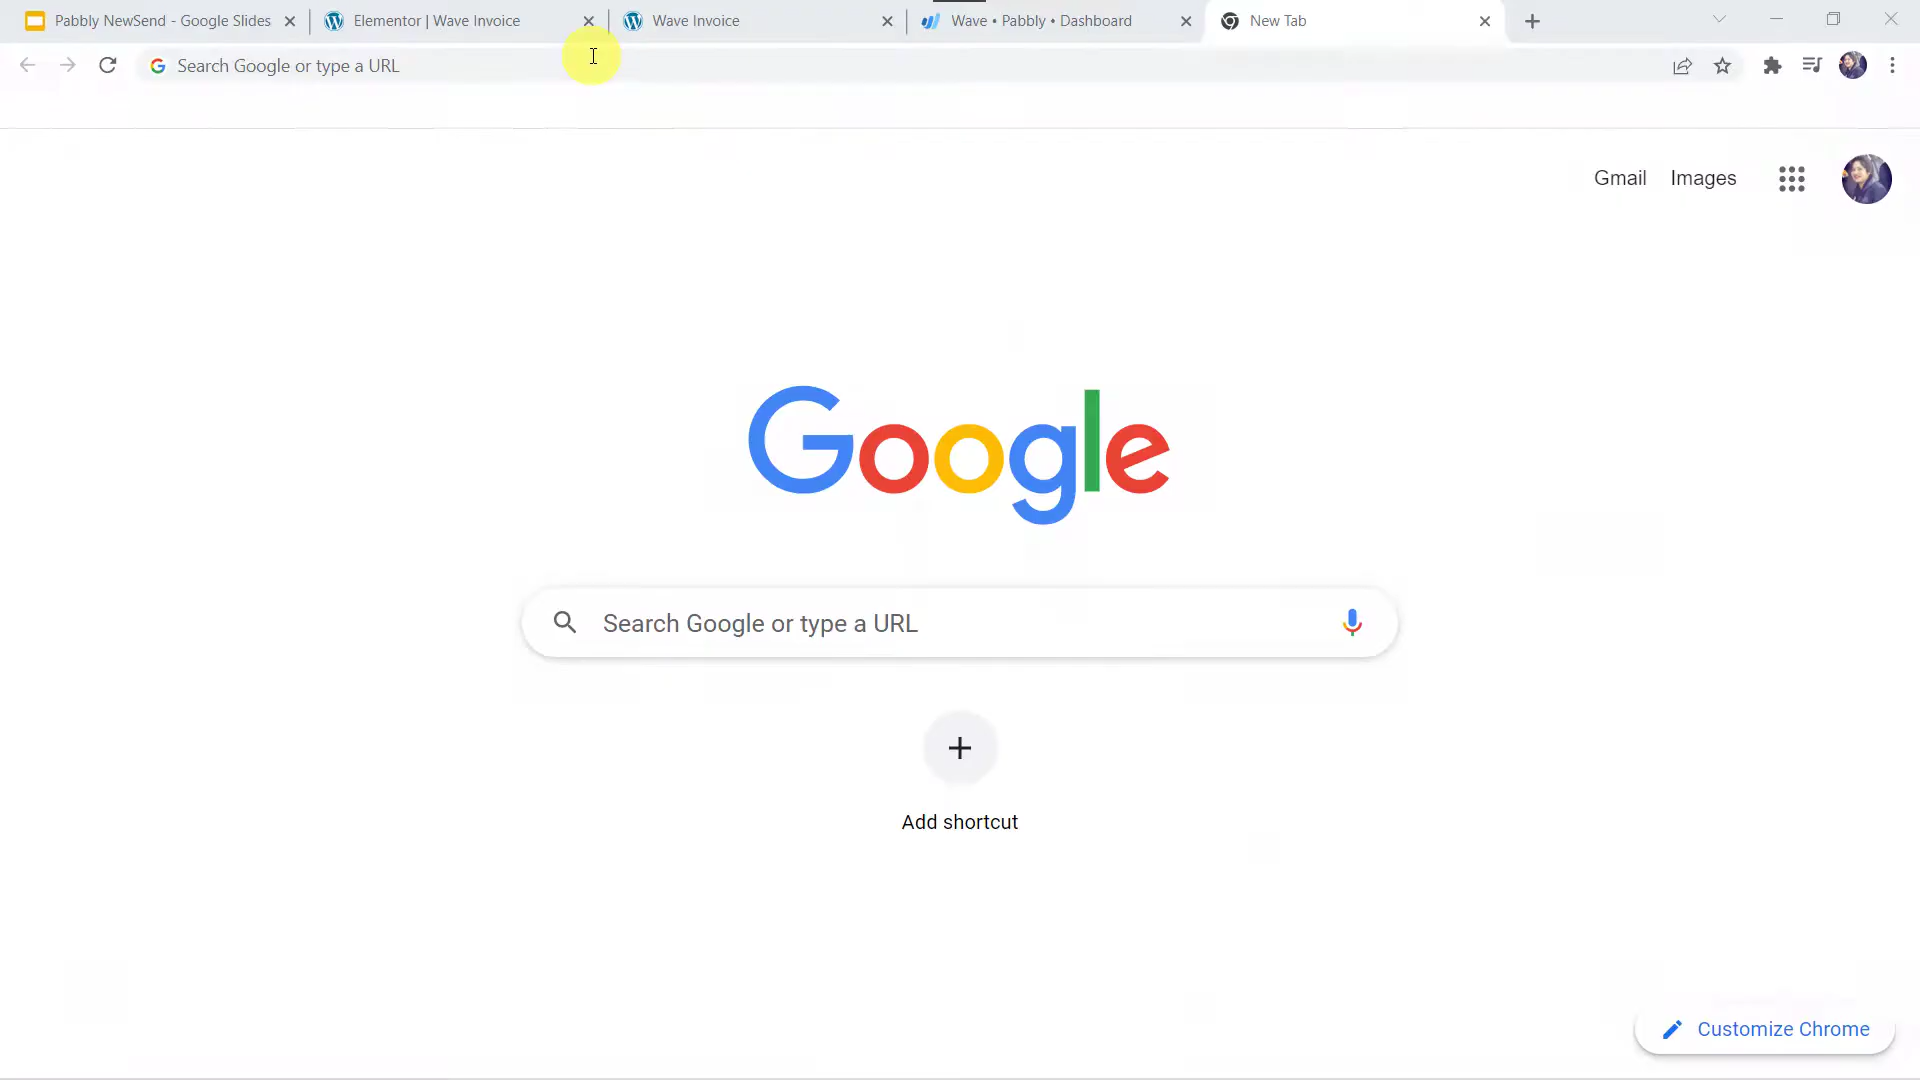 Pabbly NewSend - Google Slides
Elementor | Wave Invoice
Wave Invoice
Wave • Pabbly • Dashboard
New Tab
Search Google or type a URL
Gmail
Images
Google
Search Google or type a URL
Add shortcut
Customize Chrome